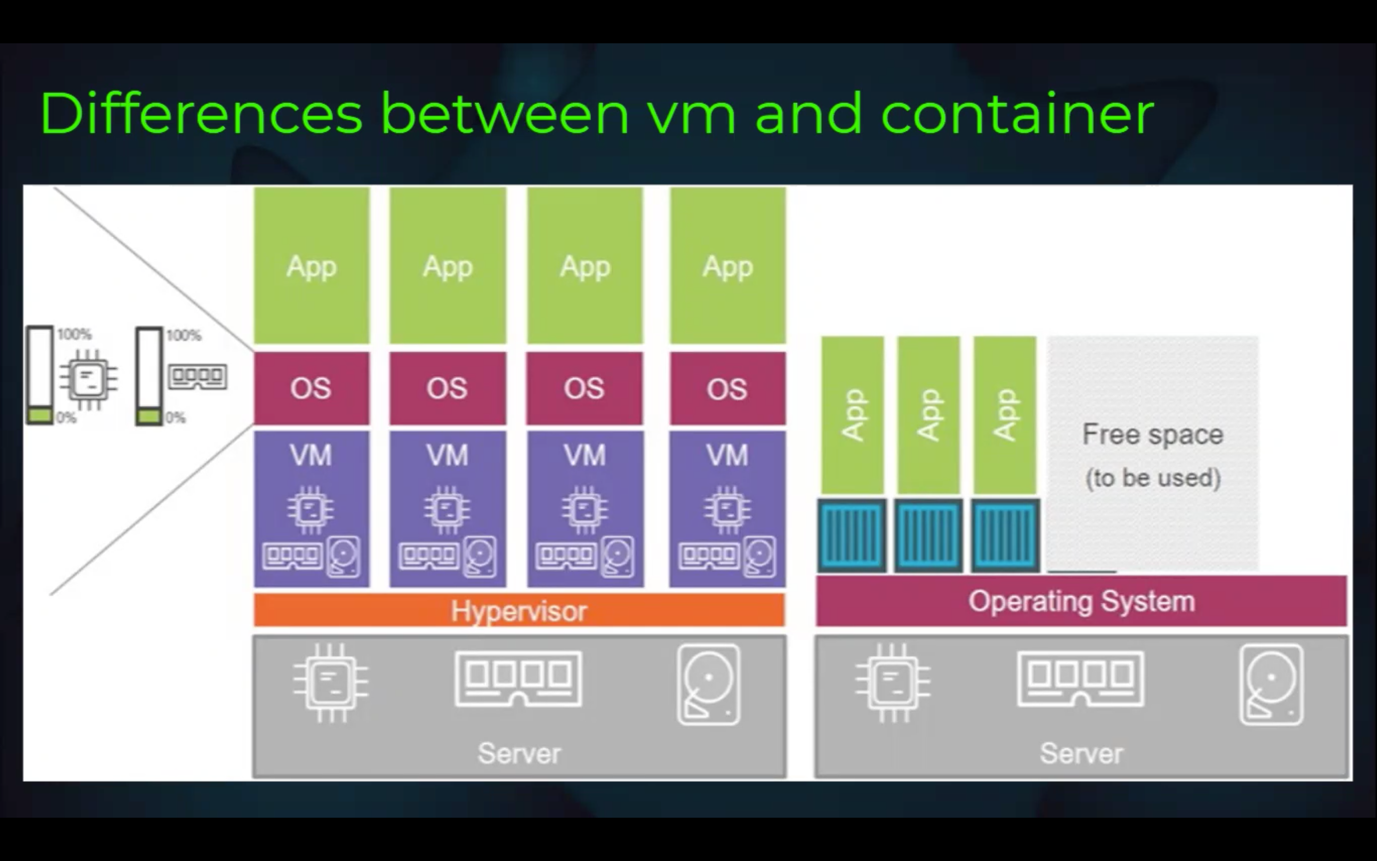 Differences between vm and container
App App App App
100% 100%
0% 0%
OS OS OS OS
VM VM VM VM
Hypervisor
Server
App App App
Free space
(to be used)
Operating System
Server